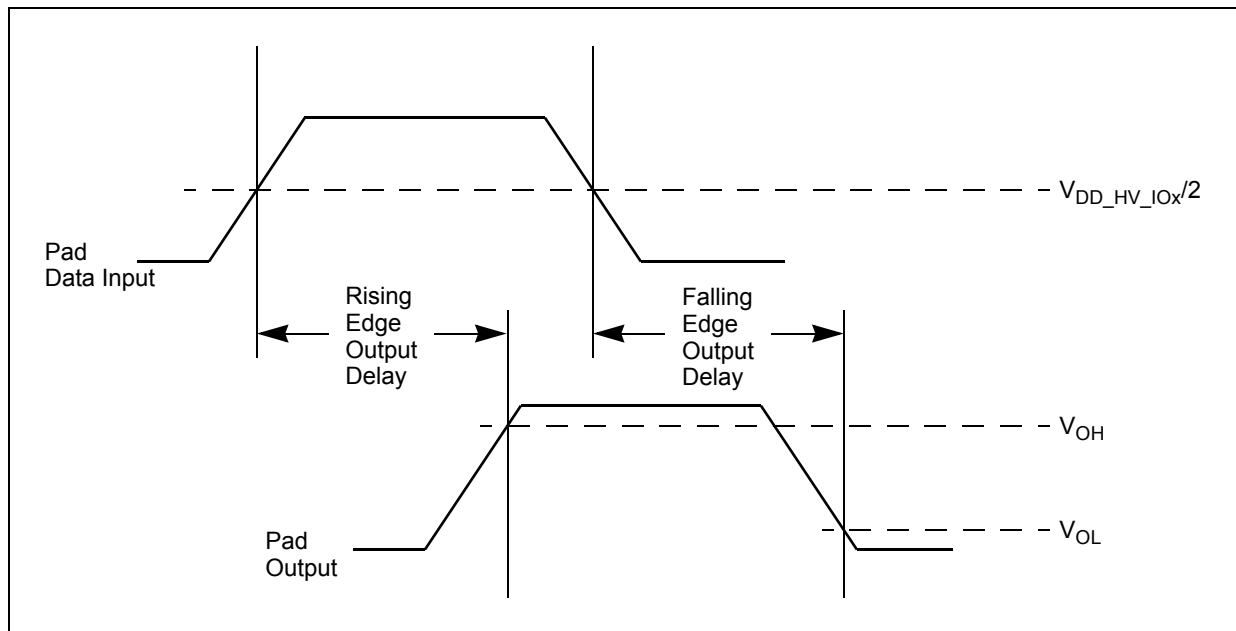 V_DD_HV_IOx/2
Pad
Data Input
Rising
Edge
Output
Delay
Falling
Edge
Output
Delay
V_OH
V_OL
Pad
Output